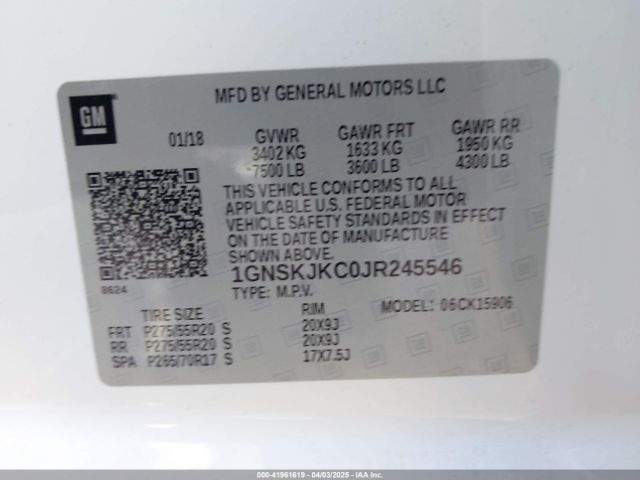 GM
MFD BY GENERAL MOTORS LLC
01/18 GVWR GAWR FRT GAWR RR
3402 KG 1633 KG 1950 KG
7500 LB 3600 LB 4300 LB
THIS VEHICLE CONFORMS TO ALL
APPLICABLE U.S. FEDERAL MOTOR
VEHICLE SAFETY STANDARDS IN EFFECT
ON THE DATE OF MANUFACTURE
SHOWN ABOVE.
8624
1GNSKJKC0JR245546
TYPE: M.P.V. MODEL: 06CK15906
TIRE SIZE RIM
FRT P275/55R20 S 20X9J
RR P275/55R20 S 20X9J
SPA P265/70R17 S 17X7.5J
000-41961619 - 04/03/2025 - IAA Inc.